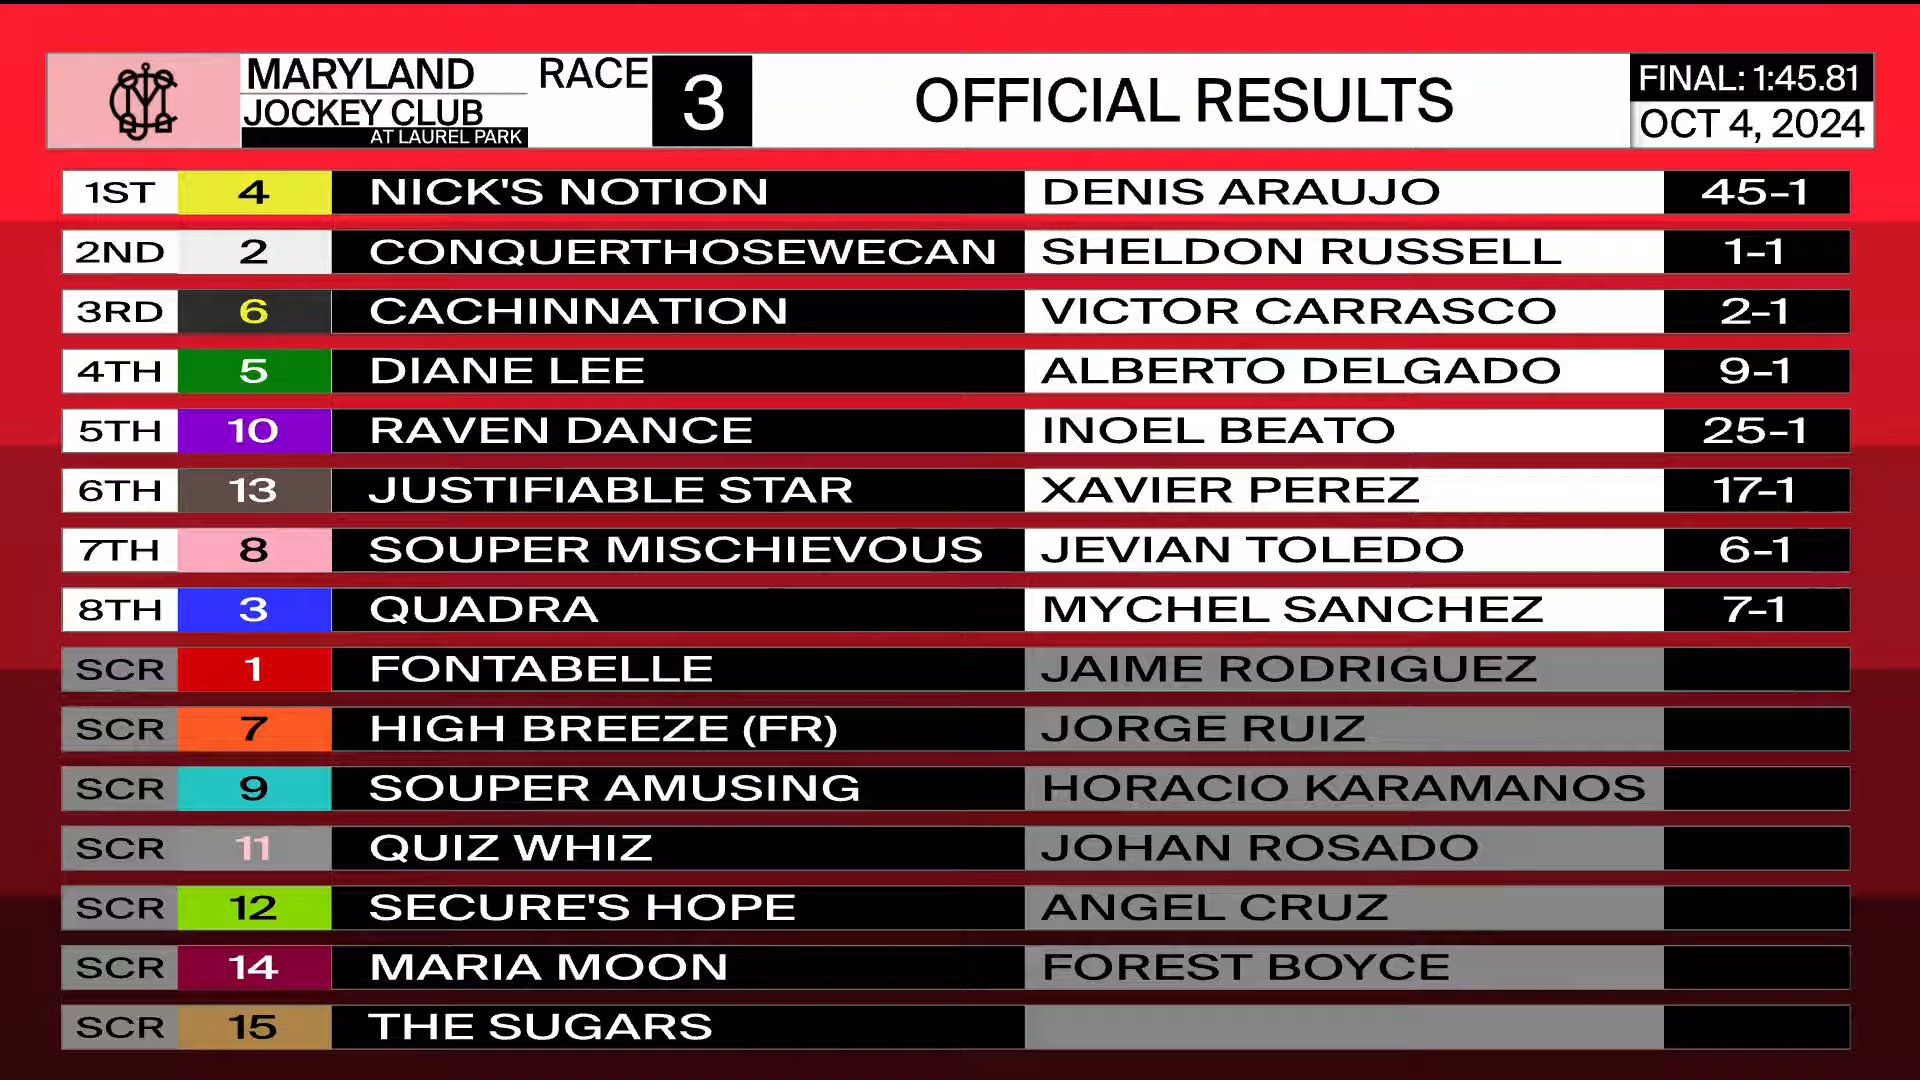 MARYLAND
JOCKEY CLUB
AT LAUREL PARK
RACE 3
OFFICIAL RESULTS
FINAL: 1:45.81
OCT 4, 2024
1ST 4 NICK'S NOTION DENIS ARAUJO 45-1
2ND 2 CONQUERTHOSEWECAN SHELDON RUSSELL 1-1
3RD 6 CACHINNATION VICTOR CARRASCO 2-1
4TH 5 DIANE LEE ALBERTO DELGADO 9-1
5TH 10 RAVEN DANCE INOEL BEATO 25-1
6TH 13 JUSTIFIABLE STAR XAVIER PEREZ 17-1
7TH 8 SOUPER MISCHIEVOUS JEVIAN TOLEDO 6-1
8TH 3 QUADRA MYCHEL SANCHEZ 7-1
SCR 1 FONTABELLE JAIME RODRIGUEZ
SCR 7 HIGH BREEZE (FR) JORGE RUIZ
SCR 9 SOUPER AMUSING HORACIO KARAMANOS
SCR 11 QUIZ WHIZ JOHAN ROSADO
SCR 12 SECURE'S HOPE ANGEL CRUZ
SCR 14 MARIA MOON FOREST BOYCE
SCR 15 THE SUGARS